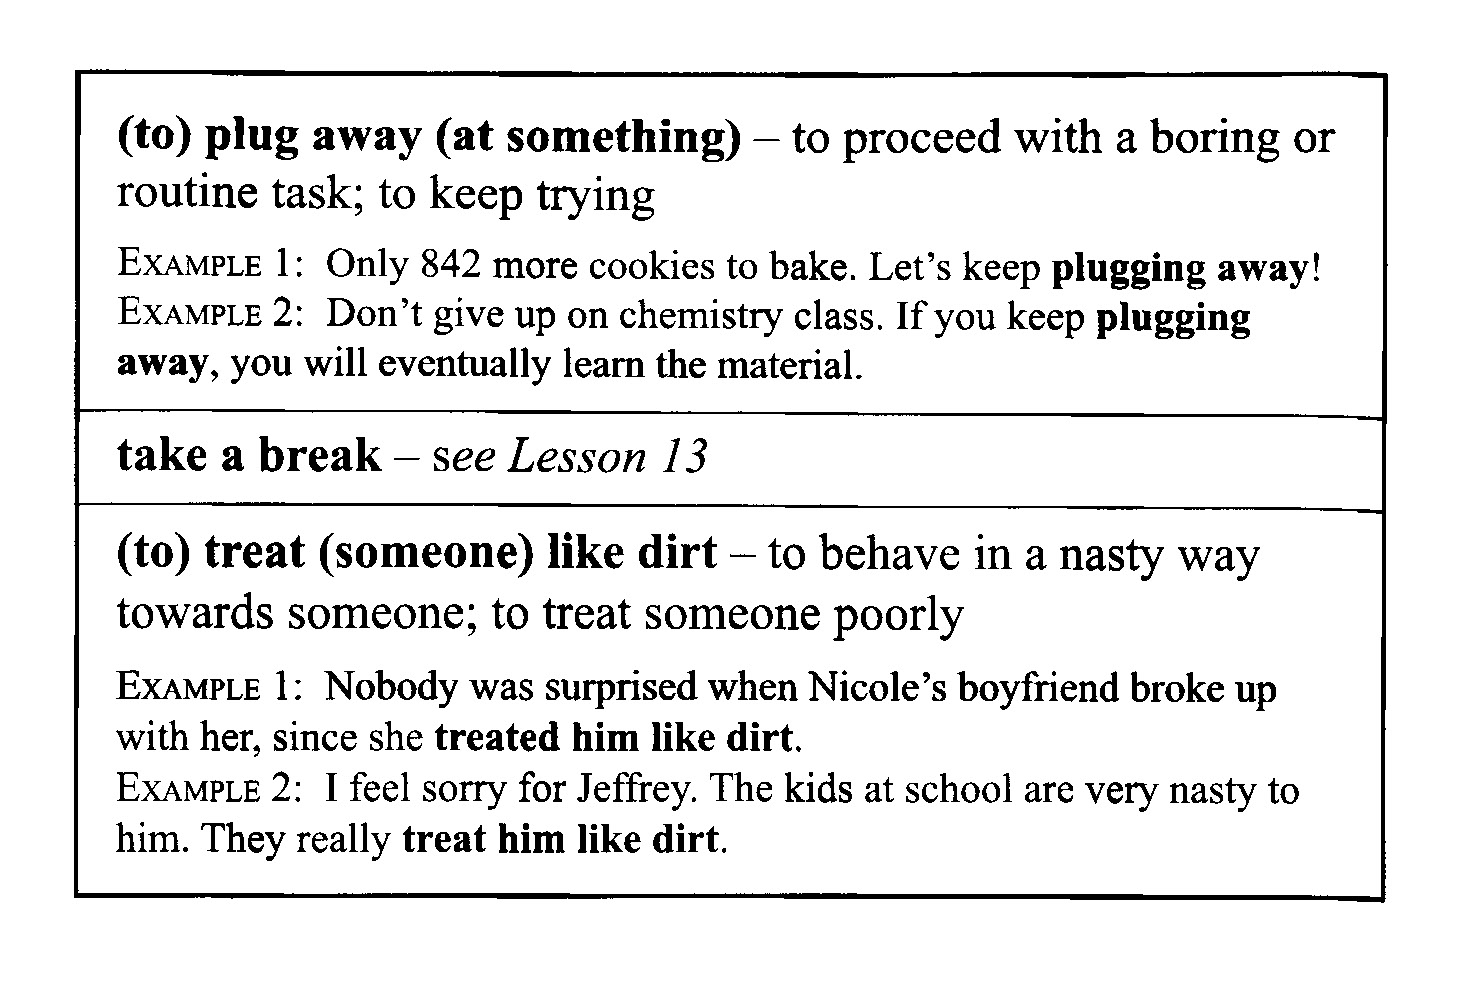 (to) plug away (at something) – to proceed with a boring or
routine task; to keep trying
EXAMPLE 1: Only 842 more cookies to bake. Let's keep plugging away!
EXAMPLE 2: Don't give up on chemistry class. If you keep plugging
away, you will eventually learn the material.
take a break – see Lesson 13
(to) treat (someone) like dirt – to behave in a nasty way
towards someone; to treat someone poorly
EXAMPLE 1: Nobody was surprised when Nicole's boyfriend broke up
with her, since she treated him like dirt.
EXAMPLE 2: I feel sorry for Jeffrey. The kids at school are very nasty to
him. They really treat him like dirt.